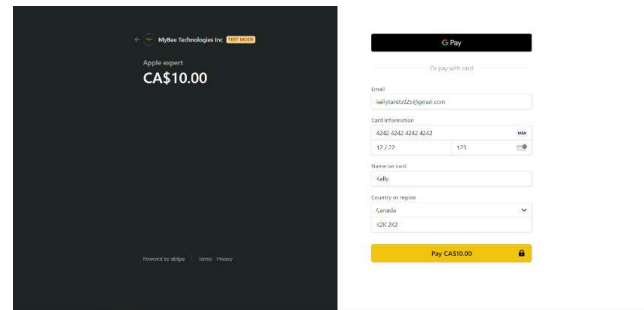 ← MyBee Technologies Inc TEST MODE
Apple expert
CA$10.00
Powered by stripe | Terms Privacy
G Pay
Or pay with card
Email
Card information
4242 4242 4242 4242
12 / 22 123
Name on card
Kelly
Country or region
Canada
K2K 2X2
Pay CA$10.00